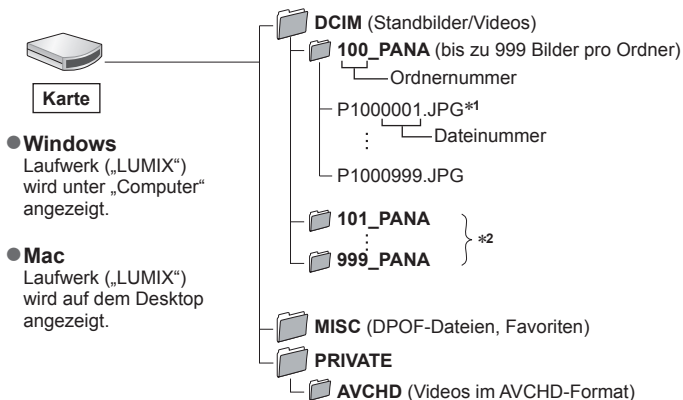 Karte
●Windows
Laufwerk („LUMIX“)
wird unter „Computer“
angezeigt.
●Mac
Laufwerk („LUMIX“)
wird auf dem Desktop
angezeigt.
DCIM (Standbilder/Videos)
100_PANA (bis zu 999 Bilder pro Ordner)
Ordnernummer
P1000001.JPG*1
Dateinummer
P1000999.JPG
101_PANA
*2
999_PANA
MISC (DPOF-Dateien, Favoriten)
PRIVATE
AVCHD (Videos im AVCHD-Format)